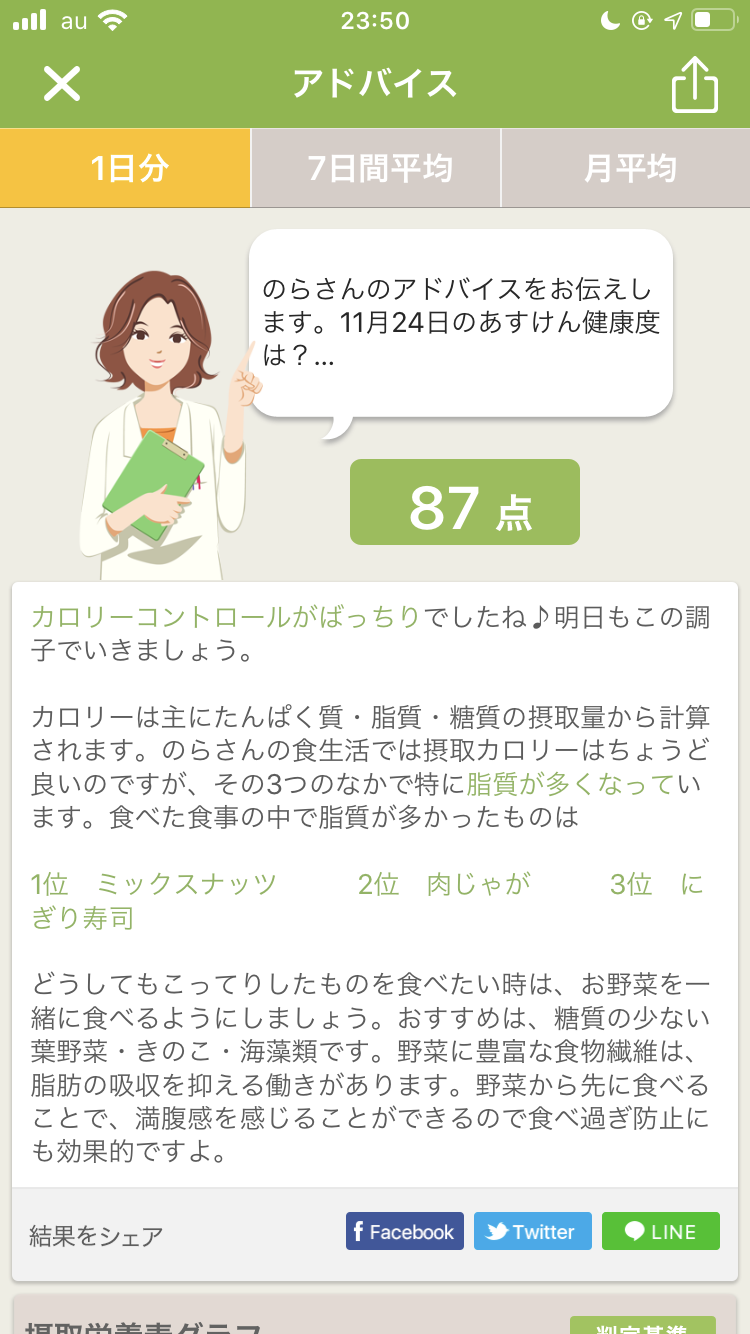 au 23:50
アドバイス
1日分 7日間平均 月平均
のらさんのアドバイスをお伝えし
ます。11月24日のあすけん健康度
は？...
87 点
カロリーコントロールがばっちりでしたね♪明日もこの調
子でいきましょう。
カロリーは主にたんぱく質・脂質・糖質の摂取量から計算
されます。のらさんの食生活では摂取カロリーはちょうど
良いのですが、その3つのなかで特に脂質が多くなってい
ます。食べた食事の中で脂質が多かったものは
1位　ミックスナッツ　　　2位　肉じゃが　　　3位　に
ぎり寿司
どうしてもこってりしたものを食べたい時は、お野菜を一
緒に食べるようにしましょう。おすすめは、糖質の少ない
葉野菜・きのこ・海藻類です。野菜に豊富な食物繊維は、
脂肪の吸収を抑える働きがあります。野菜から先に食べる
ことで、満腹感を感じることができるので食べ過ぎ防止に
も効果的ですよ。
結果をシェア Facebook Twitter LINE
摂取栄養素グラフ 判定基準